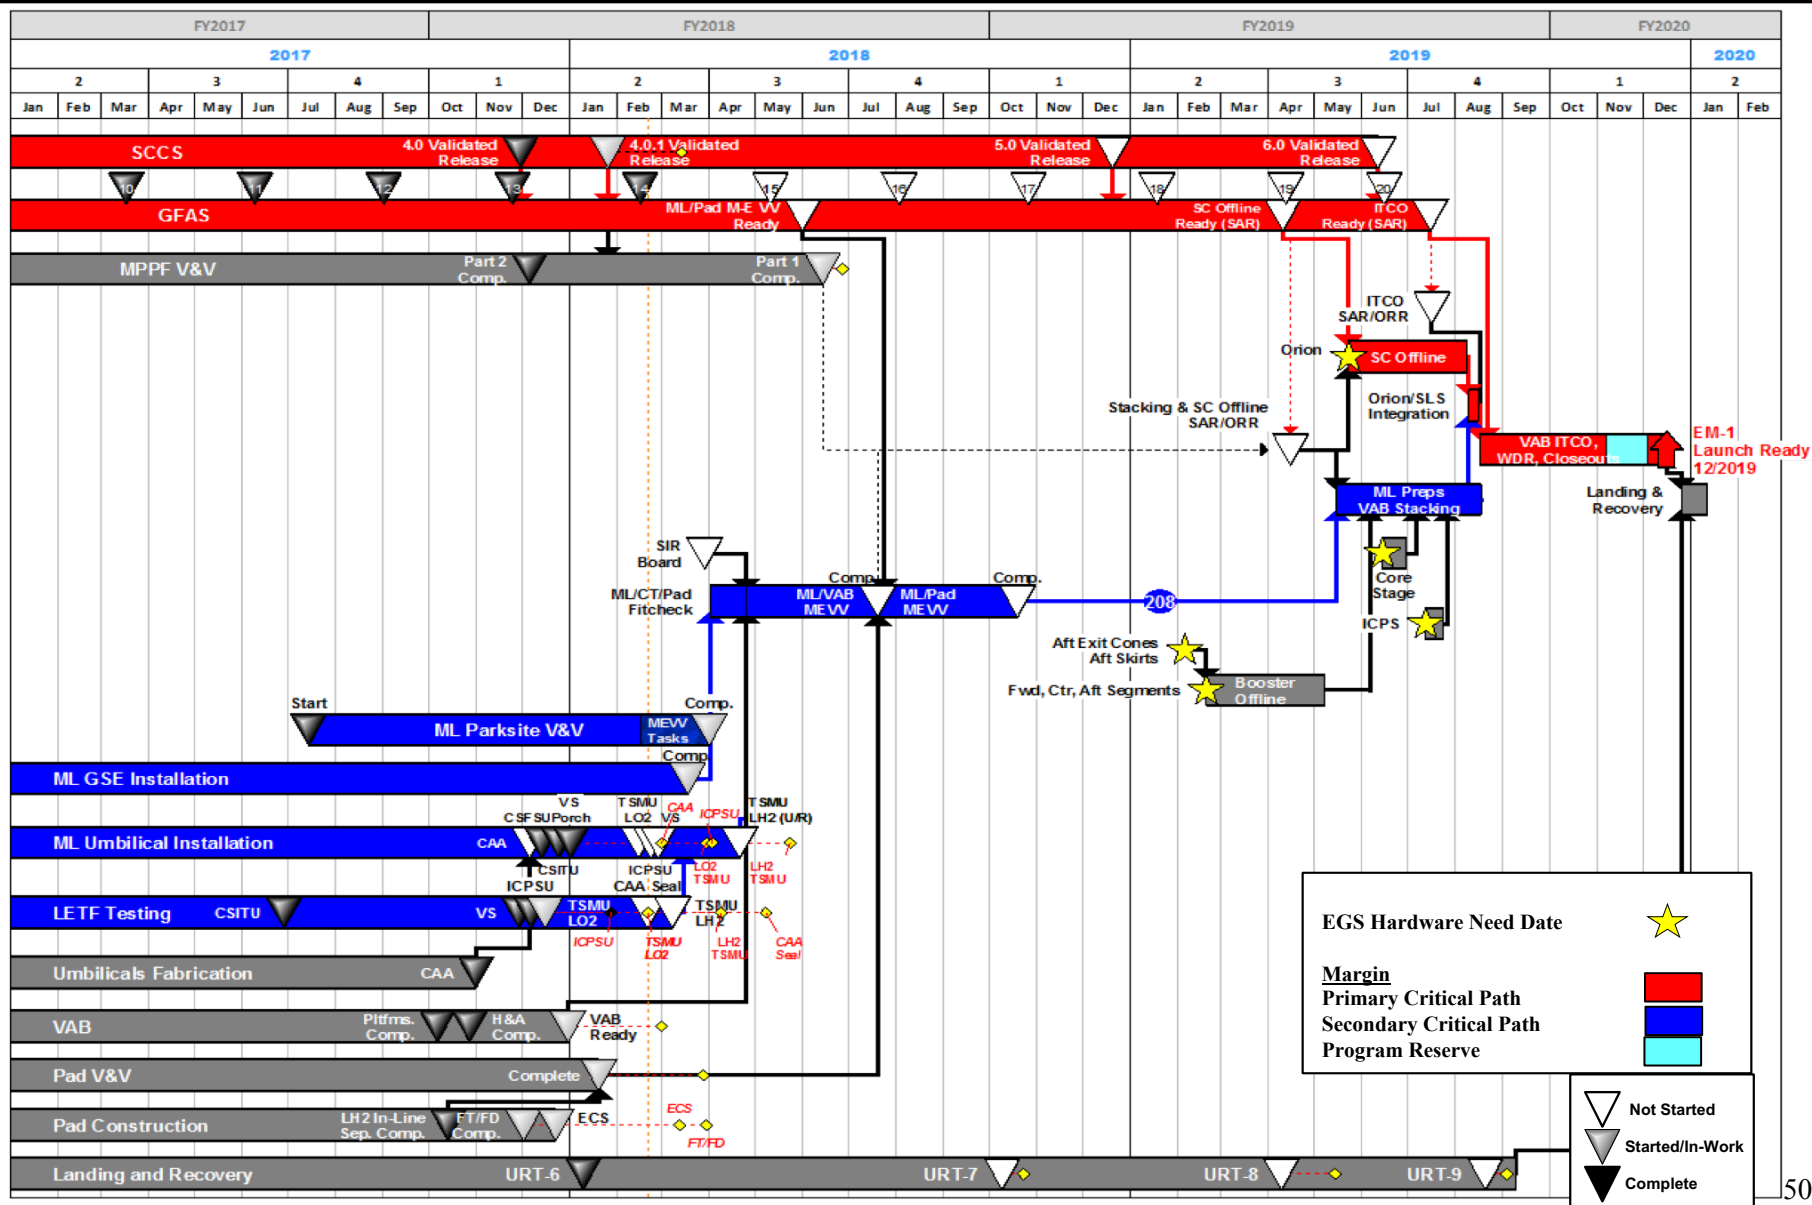 FY2017 FY2018 FY2019 FY2020
2017 2018 2019 2020
2 3 4 1 2 3 4 1 2 3 4 1 2
Jan Feb Mar Apr May Jun Jul Aug Sep Oct Nov Dec Jan Feb Mar Apr May Jun Jul Aug Sep Oct Nov Dec Jan Feb Mar Apr May Jun Jul Aug Sep Oct Nov Dec Jan Feb
SCCS
4.0 Validated
Release
4.0.1 Validated
Release
5.0 Validated
Release
6.0 Validated
Release
10 11 12 13 14 15 16 17 18 19 20
GFAS
ML/Pad M-E VV
Ready
SC Offline
Ready (SAR)
ITCO
Ready (SAR)
MPPF V&V
Part 2
Comp.
Part 1
Comp.
ITCO
SAR/ORR
Orion
SC Offline
Orion/SLS
Integration
Stacking & SC Offline
SAR/ORR
VAB ITCO,
WDR, Closeouts
EM-1
Launch Ready
12/2019
ML Preps
VAB Stacking
Landing &
Recovery
SIR
Board
Core
Stage
ML/CT/Pad
Fitcheck
Comp.
ML/VAB
MEVV
ML/Pad
MEVV
Comp.
208
ICPS
Aft Exit Cones
Aft Skirts
Fwd, Ctr, Aft Segments
Booster
Offline
Start
ML Parksite V&V
MEVV
Tasks
Comp.
ML GSE Installation
Comp
ML Umbilical Installation
CAA
CSFSU
VS
Porch
TSMU
LO2
VS
CAA
ICPSU
TSMU
LH2 (U/R)
CSITU
ICPSU
ICPSU
CAA Seal
LO2
TSMU
LH2
TSMU
LETF Testing
CSITU
VS
TSMU
LO2
TSMU
LH2
ICPSU
TSMU
LO2
LH2
TSMU
CAA
Seal
Umbilicals Fabrication
CAA
VAB
Pltfms.
Comp.
H&A
Comp.
VAB
Ready
Pad V&V
Complete
Pad Construction
LH2 In-Line
Sep. Comp.
FT/FD
Comp.
ECS
ECS
FT/FD
Landing and Recovery
URT-6
URT-7
URT-8
URT-9
EGS Hardware Need Date
Margin
Primary Critical Path
Secondary Critical Path
Program Reserve
Not Started
Started/In-Work
Complete
50